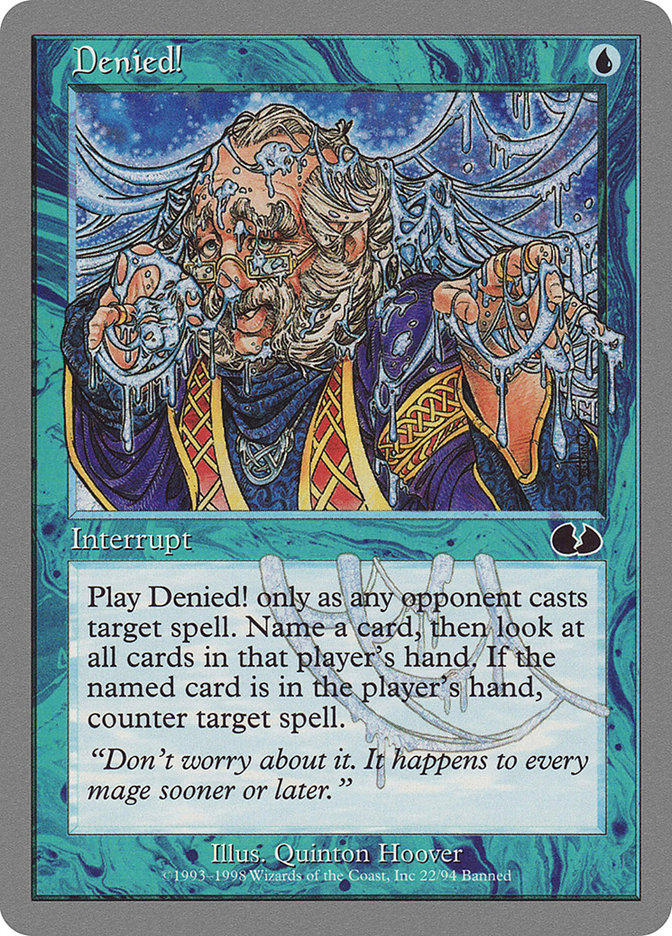 Denied!
Interrupt
Play Denied! only as any opponent casts
target spell. Name a card, then look at
all cards in that player's hand. If the
named card is in the player's hand,
counter target spell.
“Don't worry about it. It happens to every
mage sooner or later.”
Illus. Quinton Hoover
©1993–1998 Wizards of the Coast, Inc 22/94 Banned